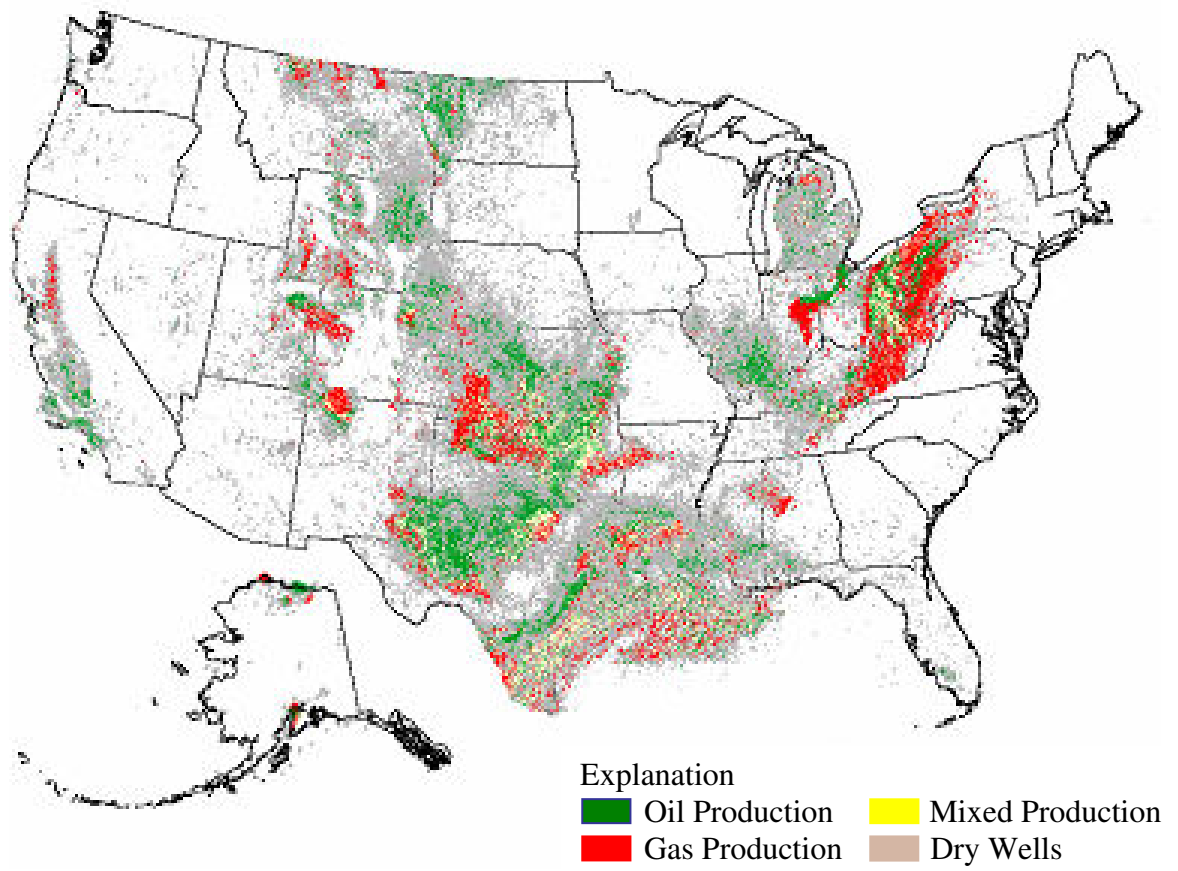 Explanation
Oil Production
Mixed Production
Gas Production
Dry Wells